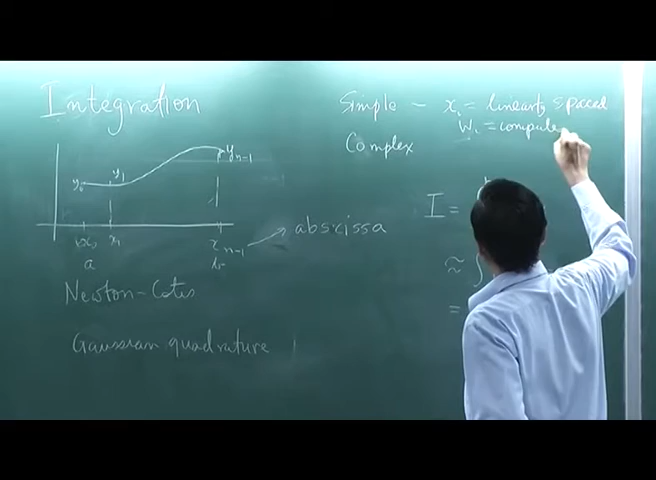 Integration
y₀ y₁ yₙ₋₁
x₀ x₁ xₙ₋₁
a
abscissa
Newton-Cotes
Gaussian quadrature
Simple – xᵢ = linearly spaced
wᵢ = compute
Complex
I =
≈ ∫
=